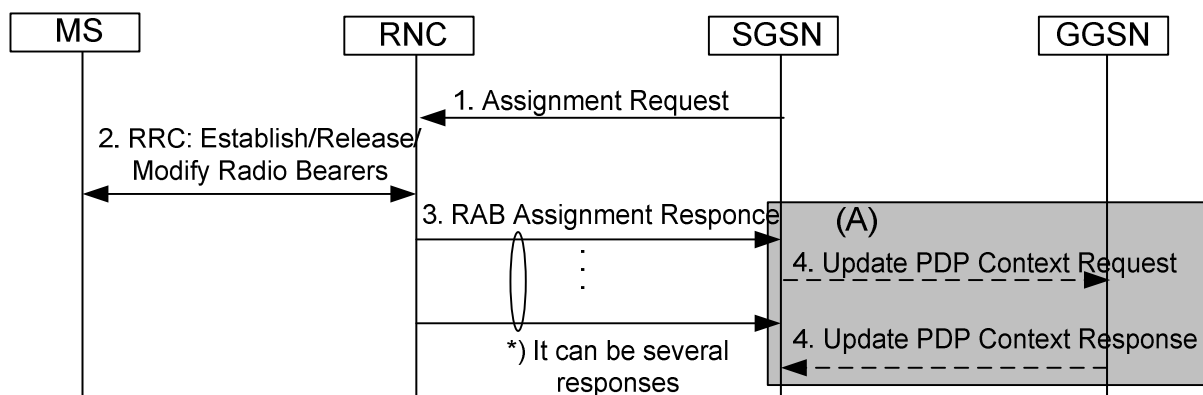 MS
RNC
SGSN
GGSN
1. Assignment Request
2. RRC: Establish/Release/
Modify Radio Bearers
3. RAB Assignment Responce
(A)
4. Update PDP Context Request
4. Update PDP Context Response
*) It can be several
responses